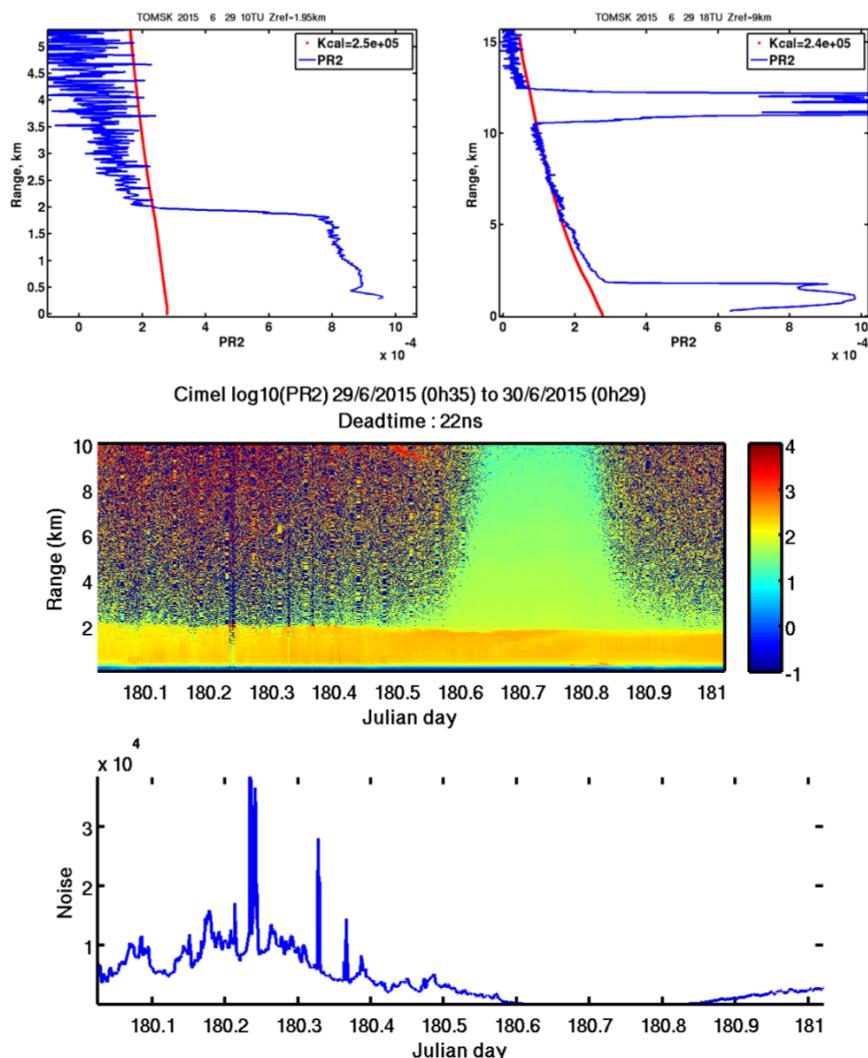 TOMSK 2015 6 29 10TU Zref=1.95km
Kcal=2.5e+05
PR2
5
4.5
4
3.5
3
2.5
2
1.5
1
0.5
0
Range, km
0 2 4 6 8 10
x 10 -4
PR2
TOMSK 2015 6 29 18TU Zref=9km
Kcal=2.4e+05
PR2
15
10
5
0
Range, km
0 2 4 6 8 10
x 10 -4
PR2
Cimel log10(PR2) 29/6/2015 (0h35) to 30/6/2015 (0h29)
Deadtime : 22ns
10
8
6
4
2
Range (km)
180.1 180.2 180.3 180.4 180.5 180.6 180.7 180.8 180.9 181
Julian day
4
3
2
1
0
-1
x 10 4
3
2
1
Noise
180.1 180.2 180.3 180.4 180.5 180.6 180.7 180.8 180.9 181
Julian day